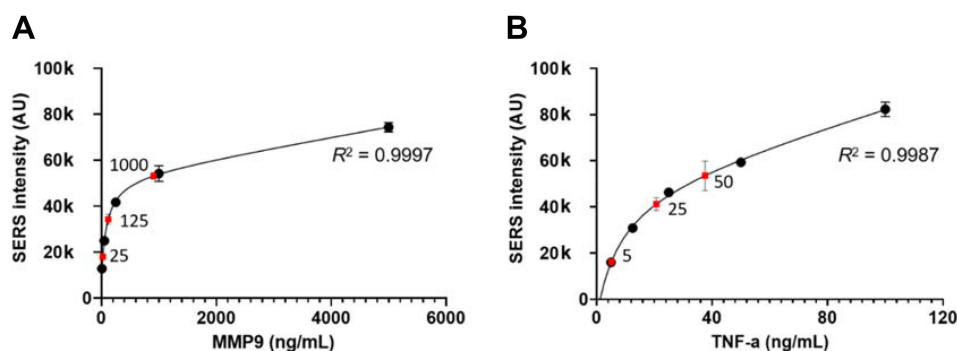 A
B
100k
80k
60k
40k
20k
0
SERS intensity (AU)
1000
125
25
R² = 0.9997
0
2000
4000
6000
MMP9 (ng/mL)
100k
80k
60k
40k
20k
0
SERS intensity (AU)
50
25
5
R² = 0.9987
0
40
80
120
TNF-a (ng/mL)